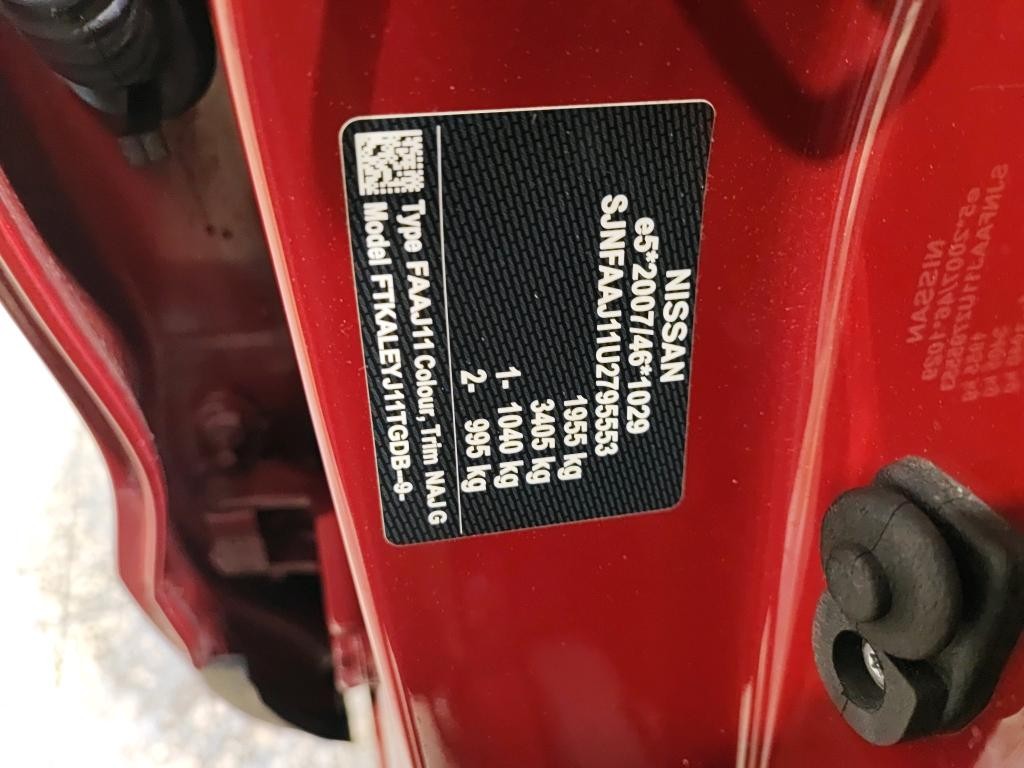 NISSAN
e5*2007/46*1029
SJNFAAJ11U2795553
1955 kg
3405 kg
1- 1040 kg
2- 995 kg
Type FAAJ11 Colour, Trim NAJ G
Model FTKALEYJ11TGDB--9-